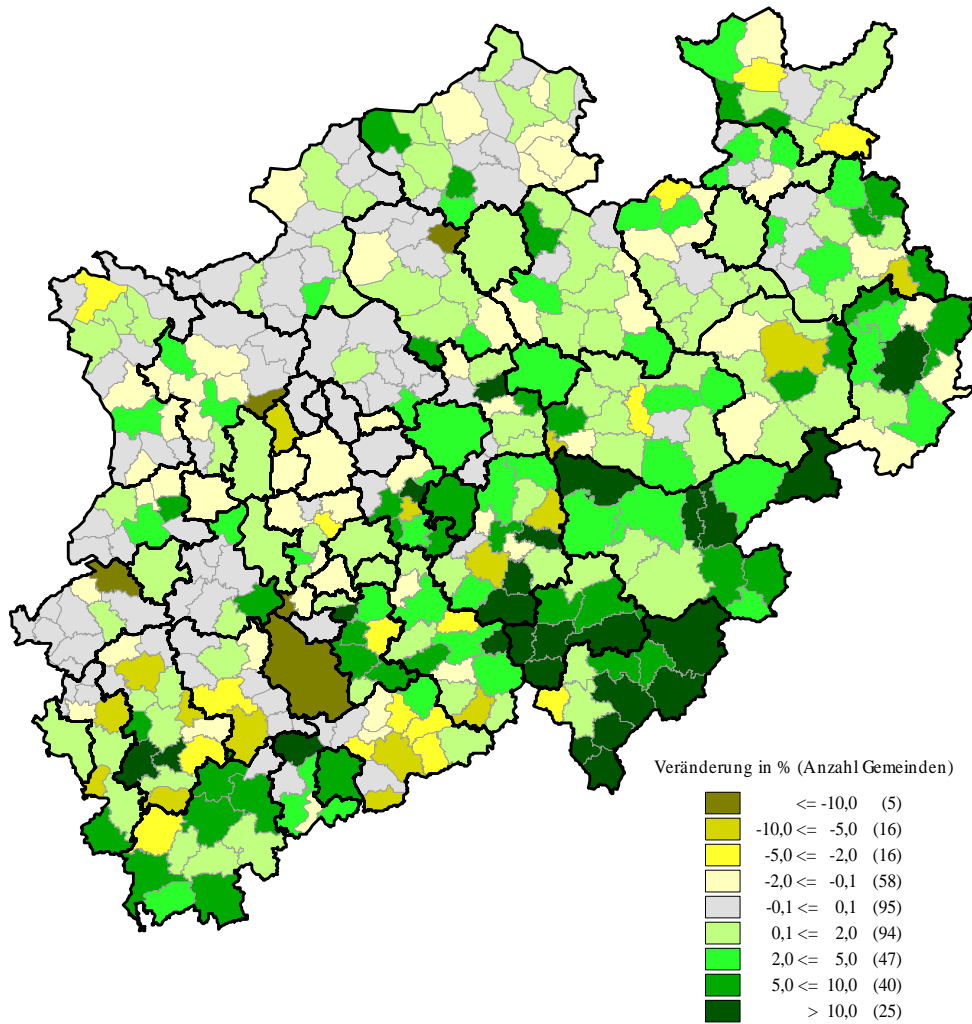 Veränderung in % (Anzahl Gemeinden)
<= -10,0 (5)
-10,0 <= -5,0 (16)
-5,0 <= -2,0 (16)
-2,0 <= -0,1 (58)
-0,1 <= 0,1 (95)
0,1 <= 2,0 (94)
2,0 <= 5,0 (47)
5,0 <= 10,0 (40)
> 10,0 (25)